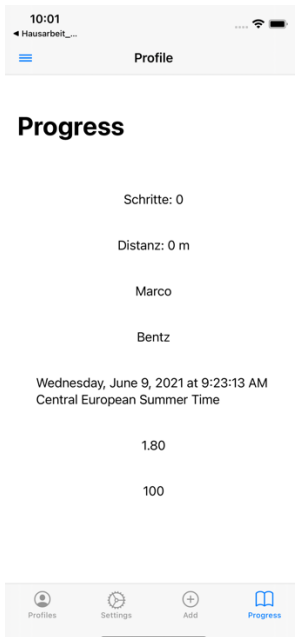 10:01
◀ Hausarbeit_...
Profile
Progress
Schritte: 0
Distanz: 0 m
Marco
Bentz
Wednesday, June 9, 2021 at 9:23:13 AM
Central European Summer Time
1.80
100
Profiles Settings Add Progress